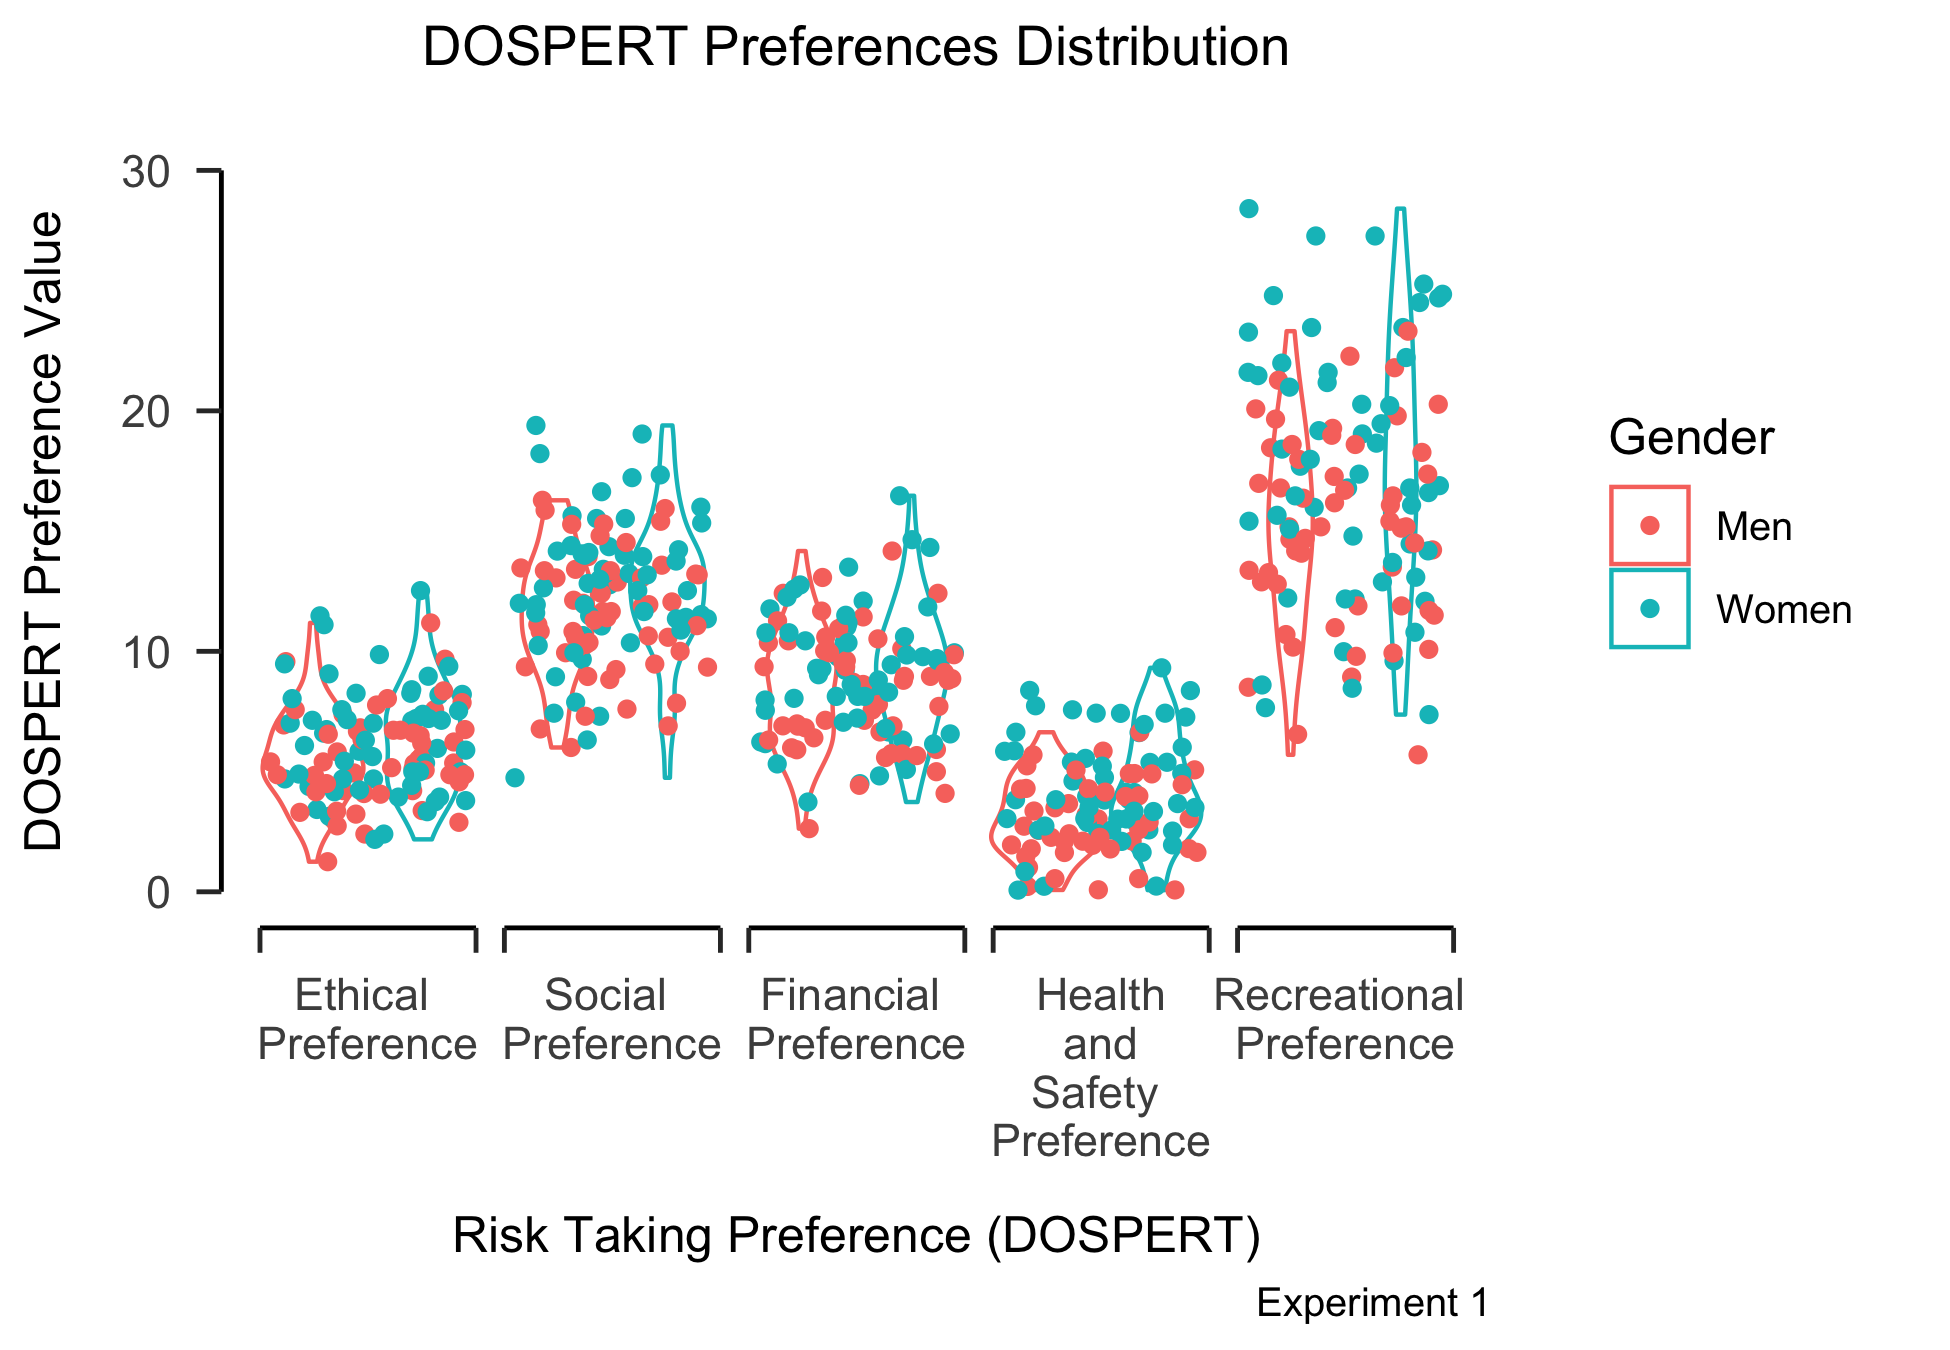 DOSPERT Preferences Distribution
DOSPERT Preference Value
30
20
10
0
Ethical
Preference
Social
Preference
Financial
Preference
Health
and
Safety
Preference
Recreational
Preference
Risk Taking Preference (DOSPERT)
Gender
Men
Women
Experiment 1